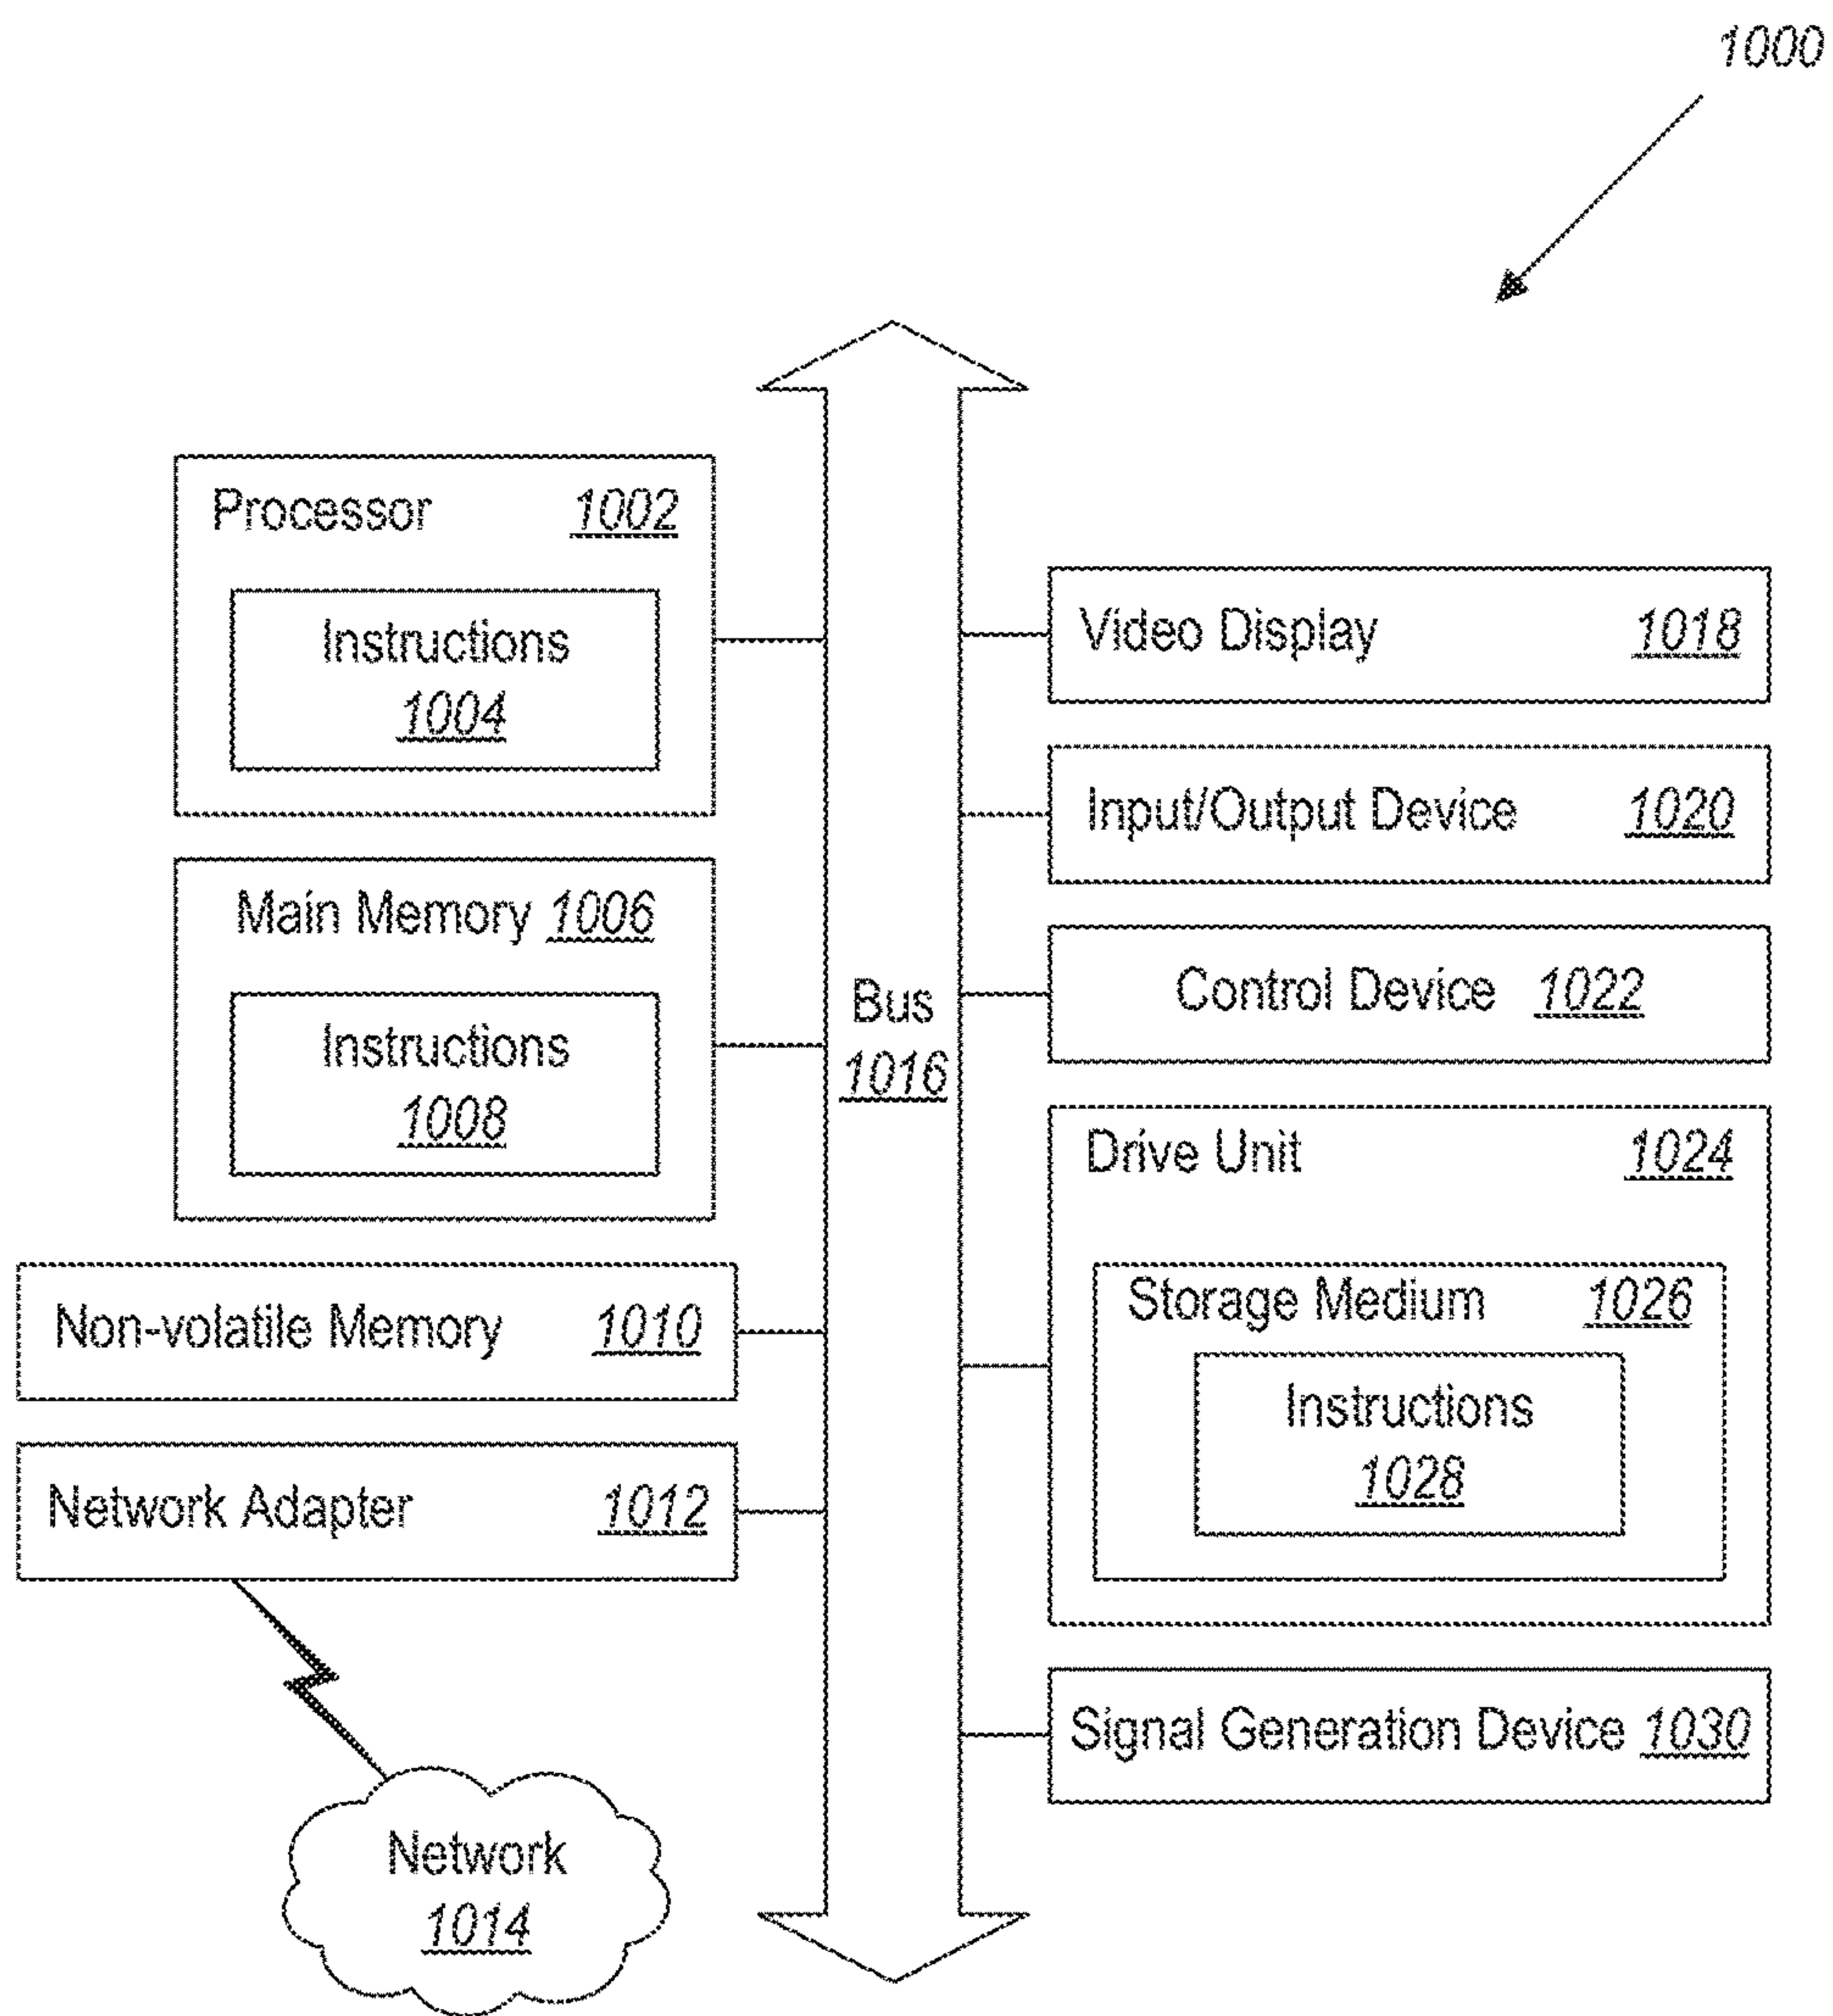 1000
Processor 1002
Instructions
1004
Main Memory 1006
Instructions
1008
Non-volatile Memory 1010
Network Adapter 1012
Network
1014
Bus
1016
Video Display 1018
Input/Output Device 1020
Control Device 1022
Drive Unit 1024
Storage Medium 1026
Instructions
1028
Signal Generation Device 1030